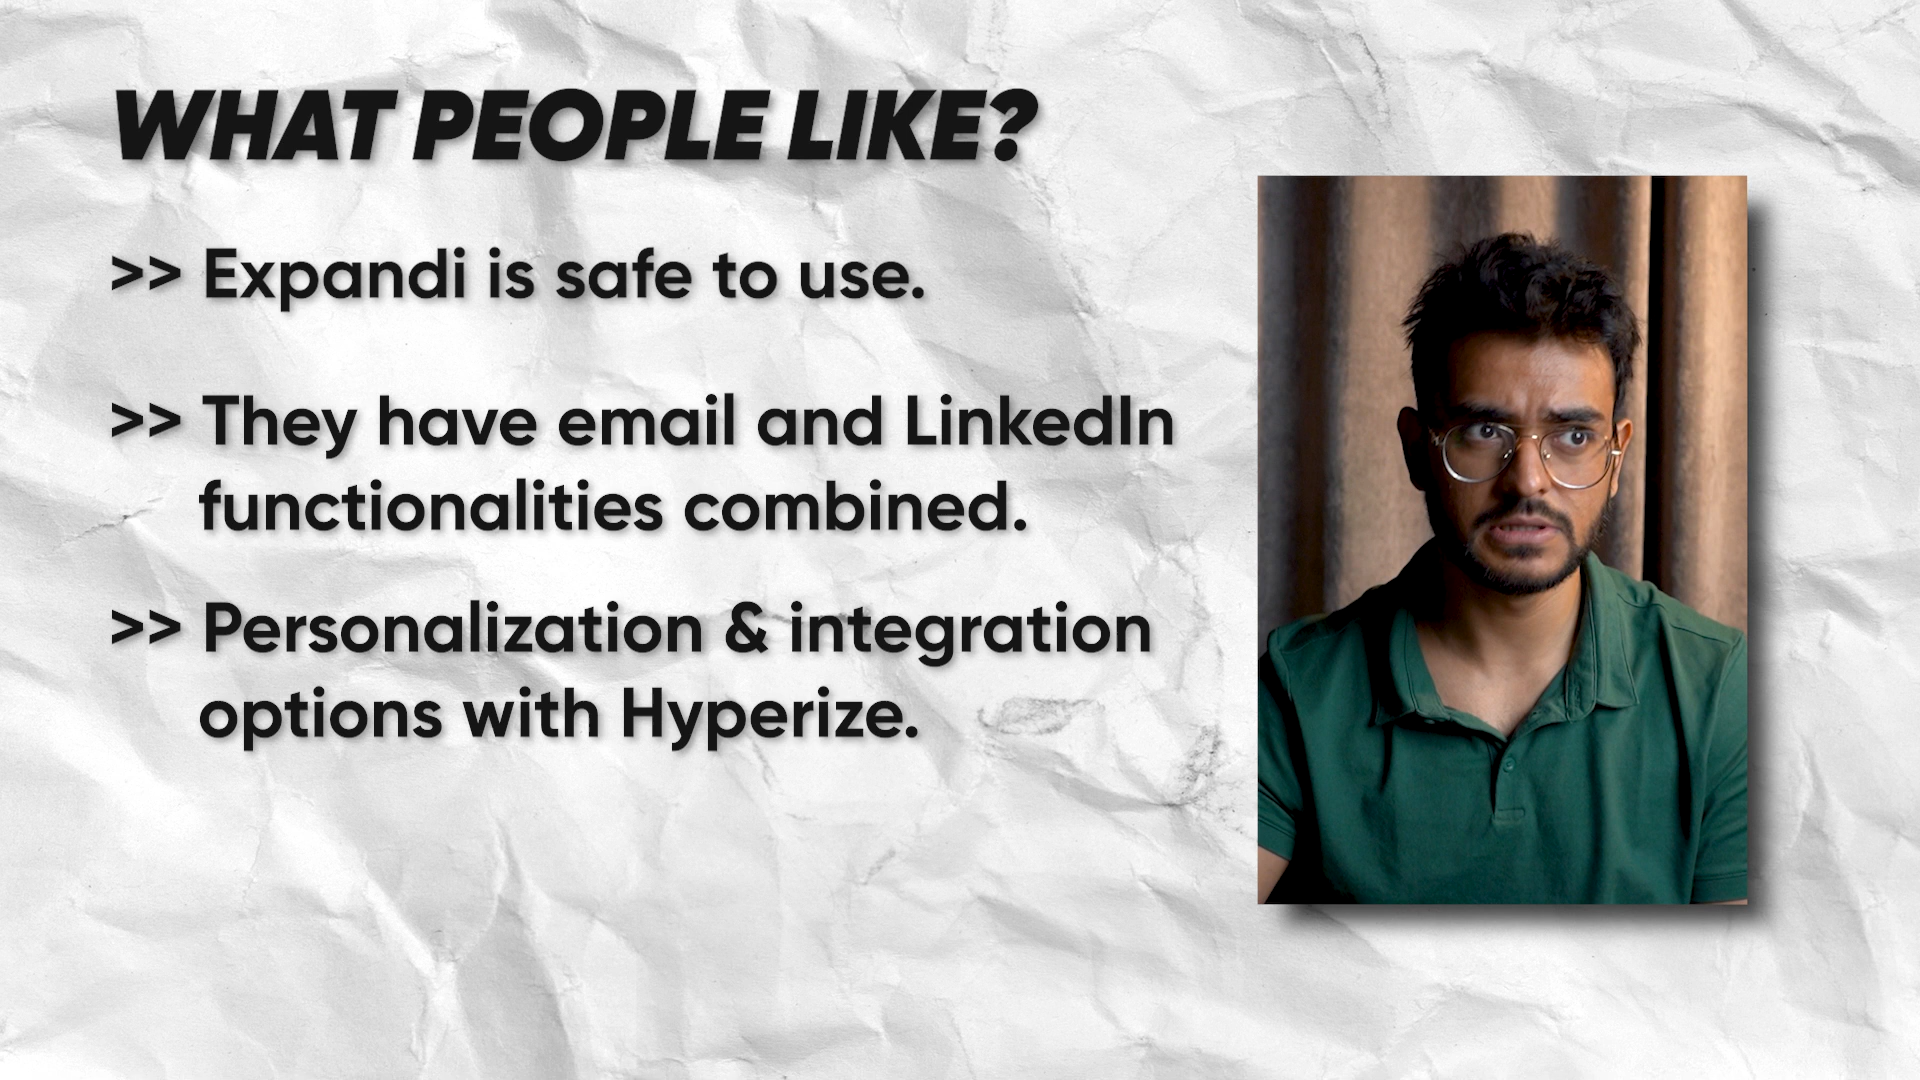 WHAT PEOPLE LIKE?
>> Expandi is safe to use.
>> They have email and LinkedIn
functionalities combined.
>> Personalization & integration
options with Hyperize.